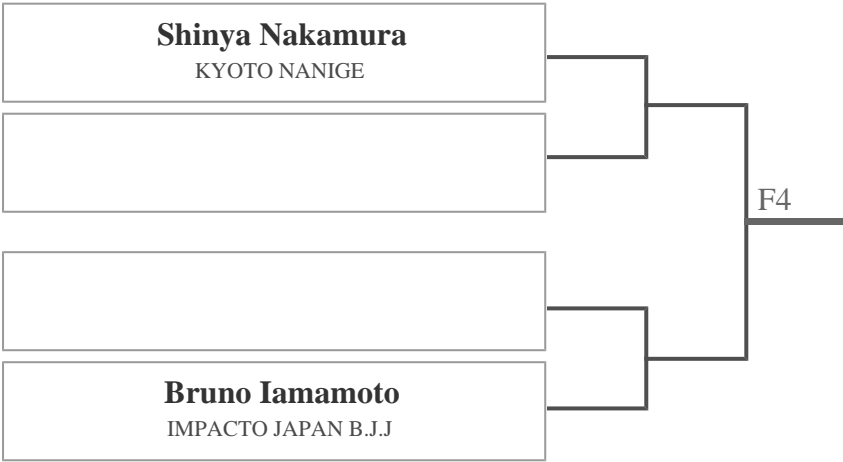 Shinya Nakamura
KYOTO NANIGE
F4
Bruno Iamamoto
IMPACTO JAPAN B.J.J